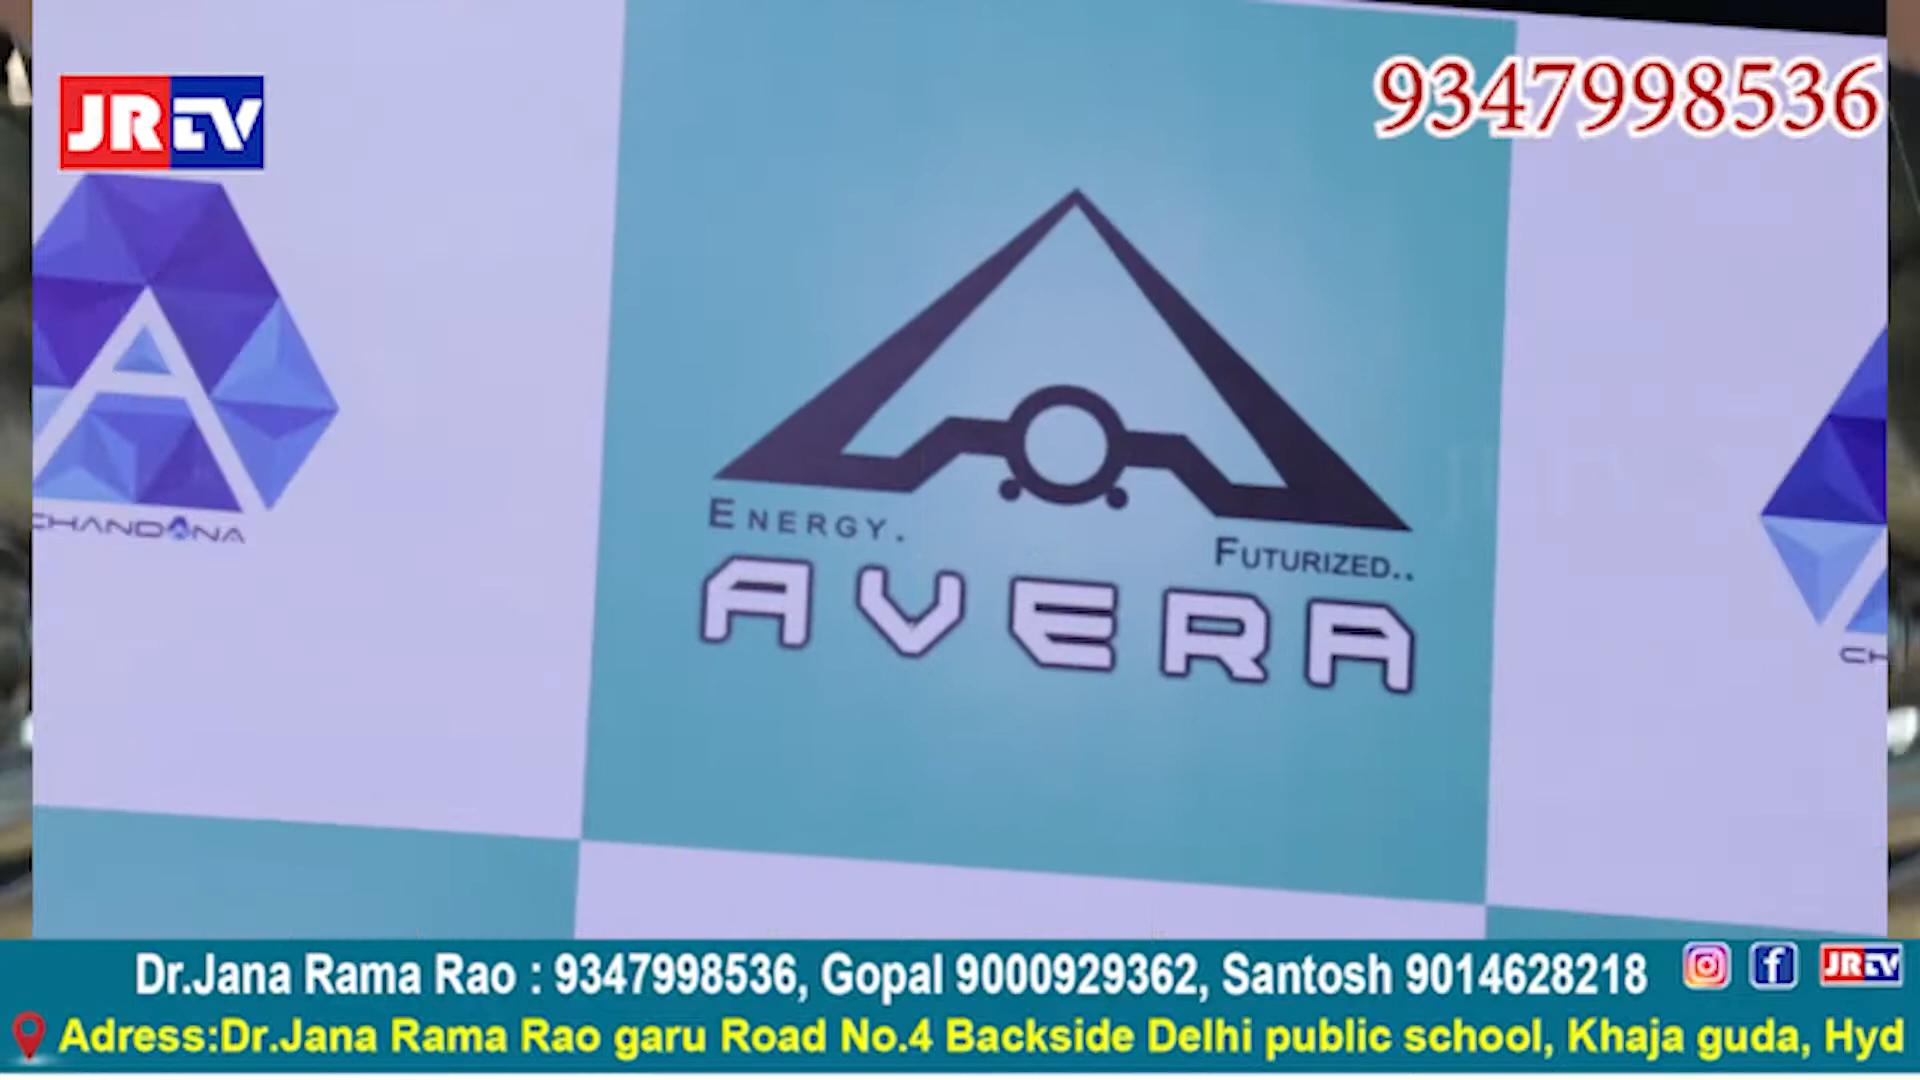 JRTV
9347998536
CHANDANA
ENERGY.
FUTURIZED..
AVERA
CH
Dr.Jana Rama Rao : 9347998536, Gopal 9000929362, Santosh 9014628218
JRTV
Adress:Dr.Jana Rama Rao garu Road No.4 Backside Delhi public school, Khaja guda, Hyd